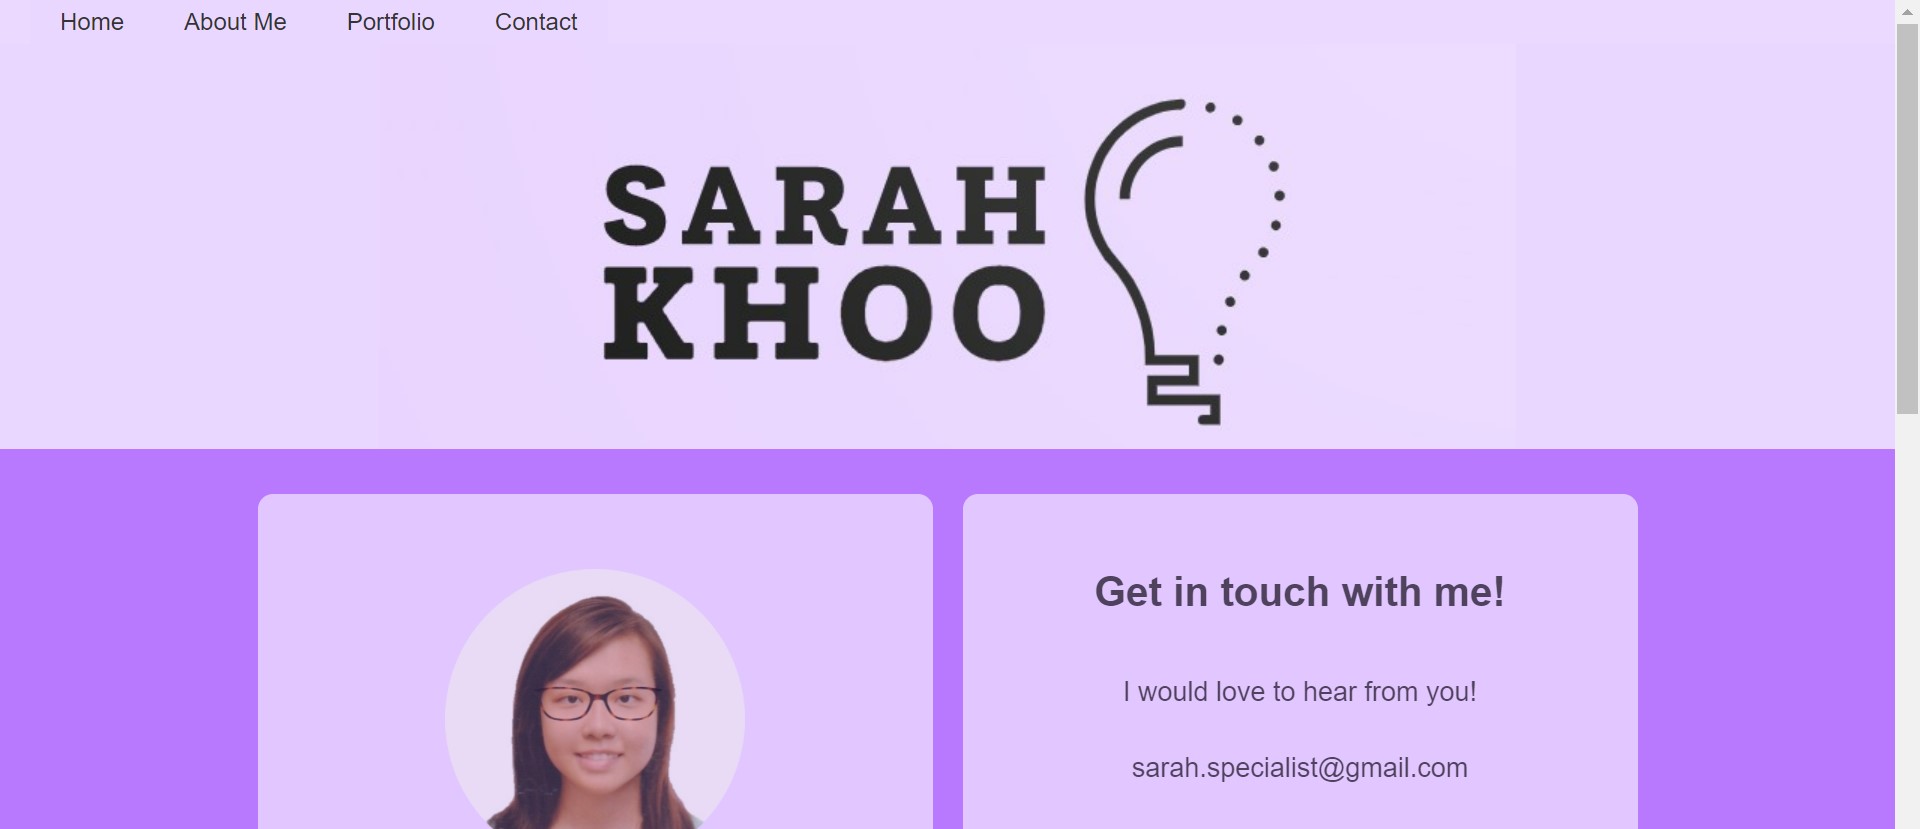 Home About Me Portfolio Contact
SARAH
KHOO
Get in touch with me!
I would love to hear from you!
sarah.specialist@gmail.com